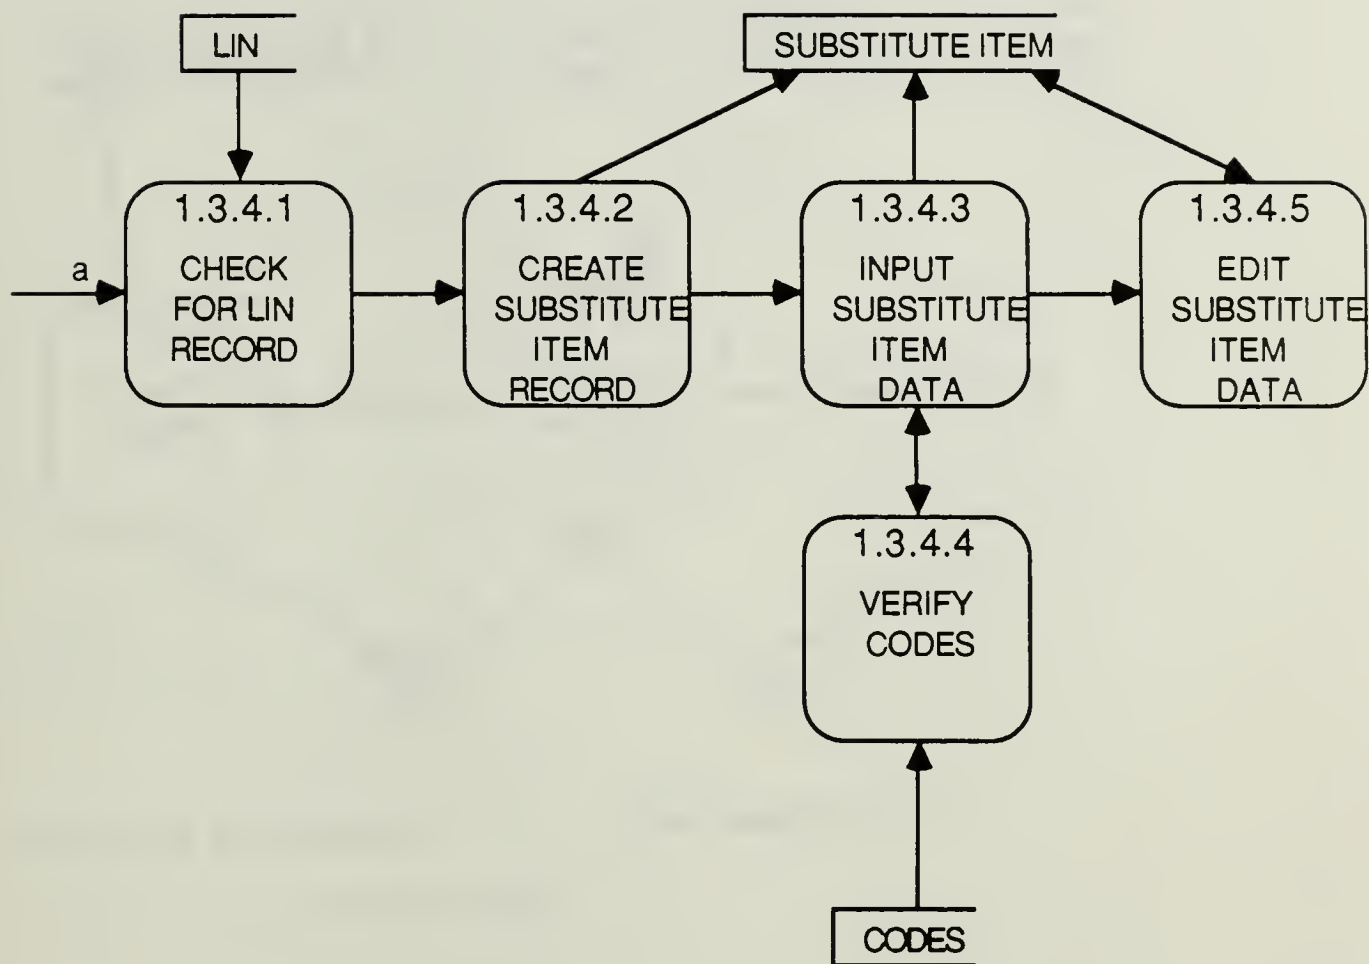 LIN
SUBSTITUTE ITEM
a
1.3.4.1
CHECK
FOR LIN
RECORD
1.3.4.2
CREATE
SUBSTITUTE
ITEM
RECORD
1.3.4.3
INPUT
SUBSTITUTE
ITEM
DATA
1.3.4.5
EDIT
SUBSTITUTE
ITEM
DATA
1.3.4.4
VERIFY
CODES
CODES